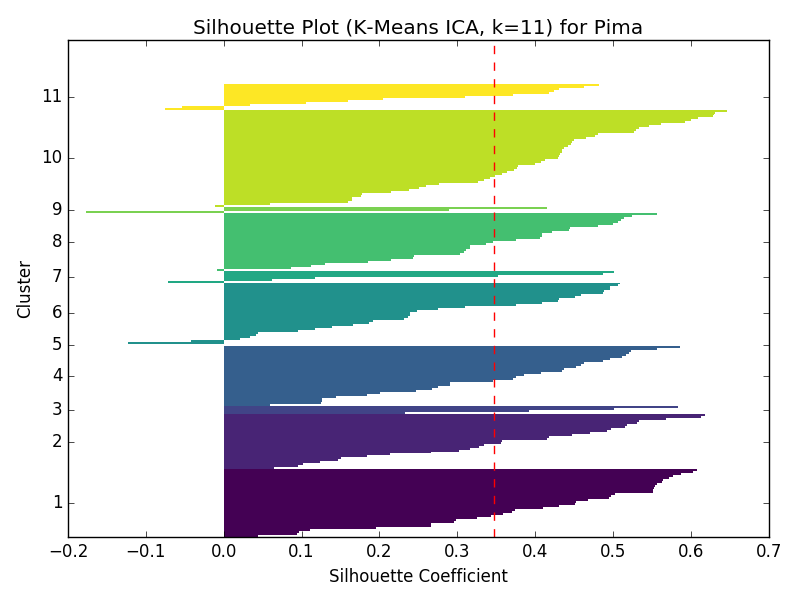 Silhouette Plot (K-Means ICA, k=11) for Pima
11
10
9
8
7
6
5
4
3
2
1
Cluster
−0.2 −0.1 0.0 0.1 0.2 0.3 0.4 0.5 0.6 0.7
Silhouette Coefficient